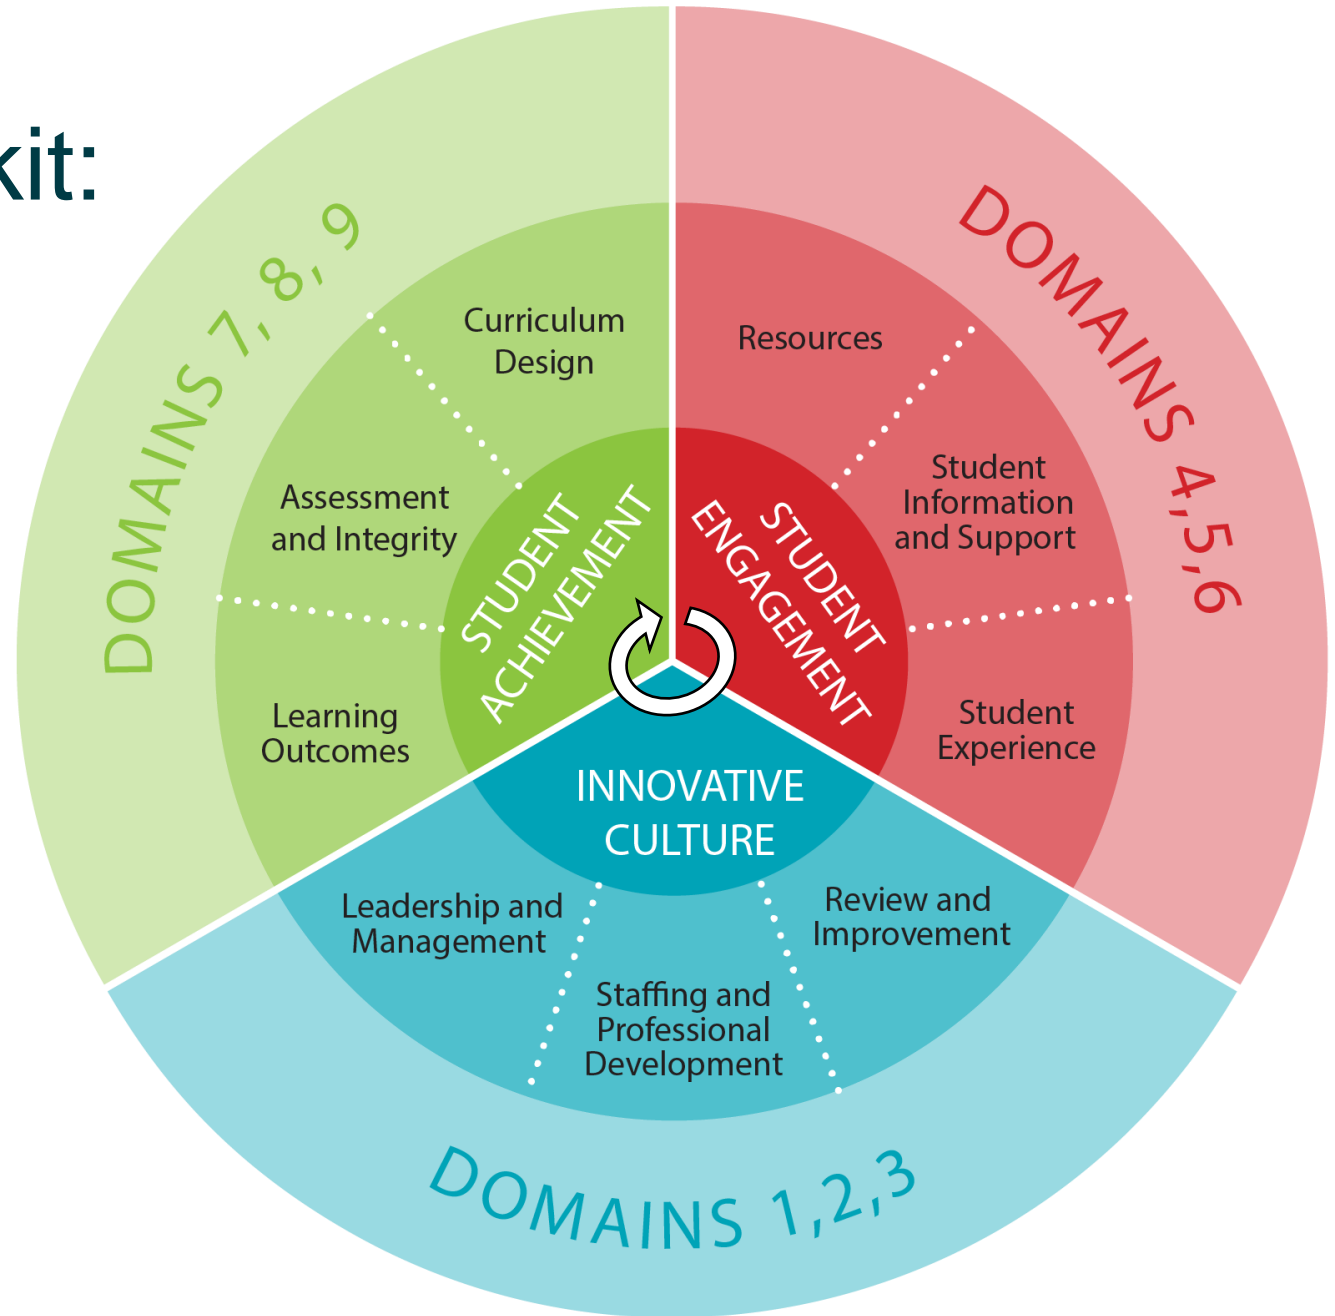 kit:
DOMAINS 7, 8, 9
Curriculum
Design
Assessment
and Integrity
Learning
Outcomes
STUDENT
ACHIEVEMENT
DOMAINS 4,5,6
Resources
Student
Information
and Support
Student
Experience
STUDENT
ENGAGEMENT
INNOVATIVE
CULTURE
Leadership and
Management
Staffing and
Professional
Development
Review and
Improvement
DOMAINS 1,2,3